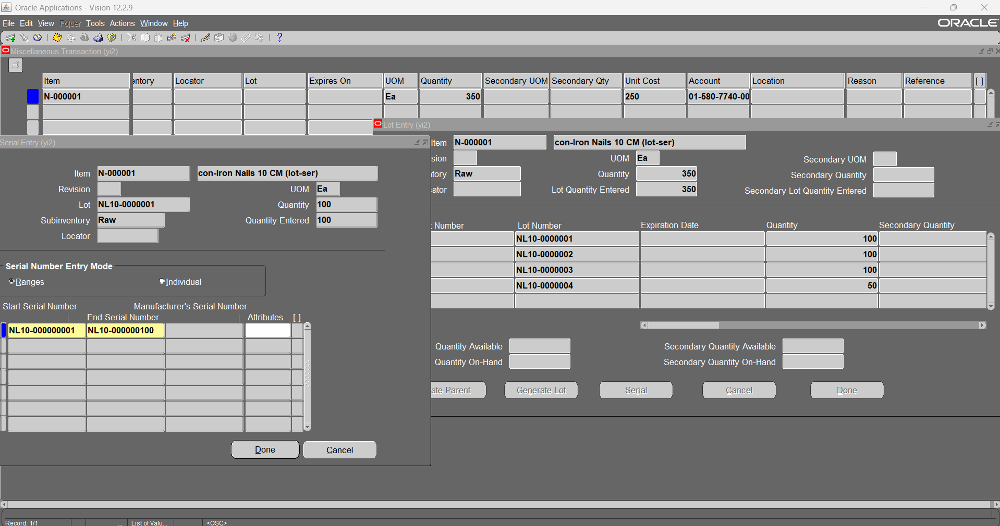 Oracle Applications - Vision 12.2.9
File Edit View Folder Tools Actions Window Help
ORACLE
Miscellaneous Transaction (yi2)
Item entory Locator Lot Expires On UOM Quantity Secondary UOM Secondary Qty Unit Cost Account Location Reason Reference [ ]
N-000001 Ea 350 250 01-580-7740-00
Lot Entry (yi2)
Item N-000001 con-Iron Nails 10 CM (lot-ser)
sion UOM Ea Secondary UOM
tory Raw Quantity 350 Secondary Quantity
ator Lot Quantity Entered 350 Secondary Lot Quantity Entered
Number Lot Number Expiration Date Quantity Secondary Quantity
NL10-0000001 100
NL10-0000002 100
NL10-0000003 100
NL10-0000004 50
Quantity Available Secondary Quantity Available
Quantity On-Hand Secondary Quantity On-Hand
ate Parent Generate Lot Serial Cancel Done
Serial Entry (yi2)
Item N-000001 con-Iron Nails 10 CM (lot-ser)
Revision UOM Ea
Lot NL10-0000001 Quantity 100
Subinventory Raw Quantity Entered 100
Locator
Serial Number Entry Mode
Ranges Individual
Start Serial Number Manufacturer's Serial Number
End Serial Number Attributes [ ]
NL10-000000001 NL10-000000100
Done Cancel
Record: 1/1 ... List of Valu... <OSC>